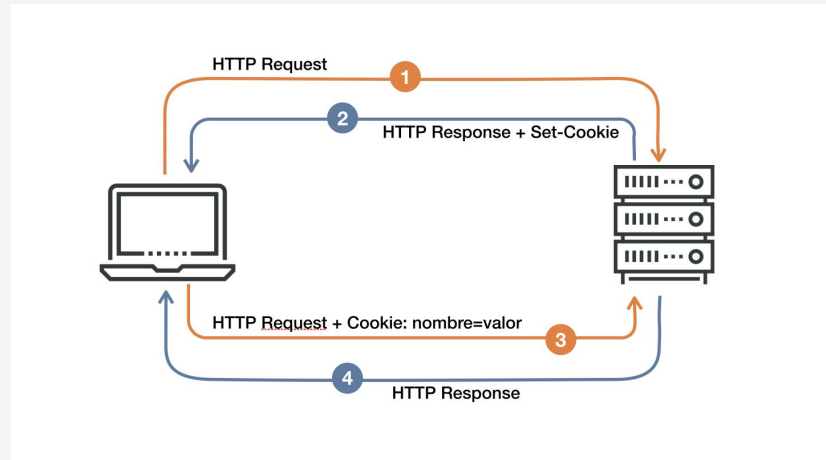 HTTP Request
1
2
HTTP Response + Set-Cookie
HTTP Request + Cookie: nombre=valor
3
4
HTTP Response